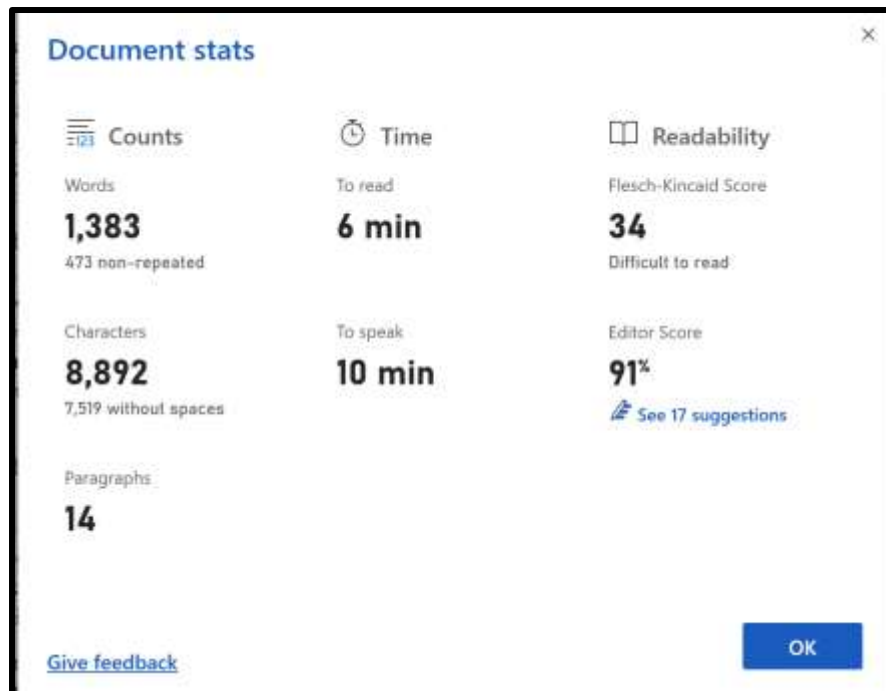 Document stats
×
123 Counts
Time
Readability
Words
To read
Flesch-Kincaid Score
1,383
6 min
34
473 non-repeated
Difficult to read
Characters
To speak
Editor Score
8,892
10 min
91%
7,519 without spaces
See 17 suggestions
Paragraphs
14
Give feedback
OK